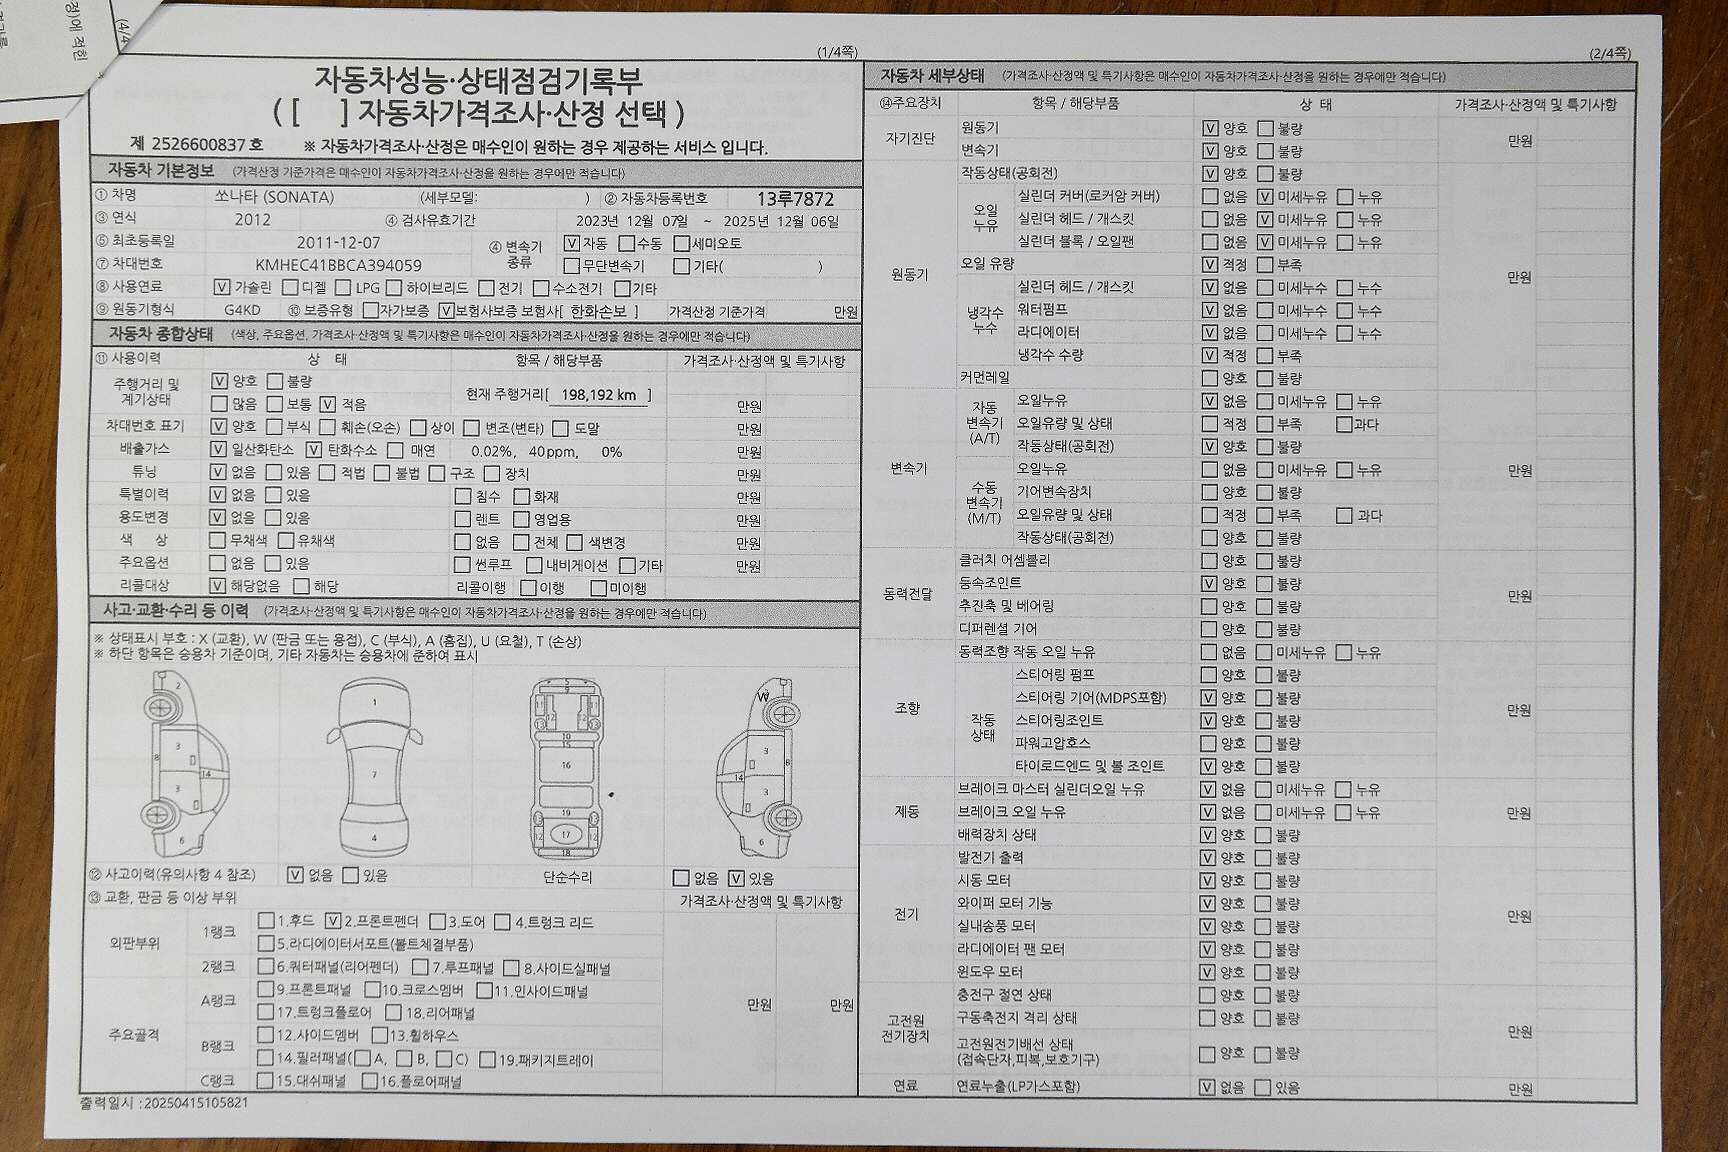 (4/4
정)에 적힌
(1/4쪽)
자동차성능·상태점검기록부
( [    ] 자동차가격조사·산정 선택 )
제 2526600837 호 ※ 자동차가격조사·산정은 매수인이 원하는 경우 제공하는 서비스 입니다.
자동차 기본정보 (가격산정 기준가격은 매수인이 자동차가격조사·산정을 원하는 경우에만 적습니다)
① 차명 쏘나타 (SONATA) (세부모델: ) ② 자동차등록번호 13루7872
③ 연식 2012 ④ 검사유효기간 2023년 12월 07일 ~ 2025년 12월 06일
⑤ 최초등록일 2011-12-07 ④ 변속기 종류 [V]자동 [ ]수동 [ ]세미오토
⑦ 차대번호 KMHEC41BBCA394059 [ ]무단변속기 [ ]기타( )
⑧ 사용연료 [V]가솔린 [ ]디젤 [ ]LPG [ ]하이브리드 [ ]전기 [ ]수소전기 [ ]기타
⑨ 원동기형식 G4KD ⑩ 보증유형 [ ]자가보증 [V]보험사보증 보험사[ 한화손보 ] 가격산정 기준가격 만원
자동차 종합상태 (색상, 주요옵션, 가격조사·산정액 및 특기사항은 매수인이 자동차가격조사·산정을 원하는 경우에만 적습니다)
⑪ 사용이력 상 태 항목 / 해당부품 가격조사·산정액 및 특기사항
주행거리 및 계기상태 [V]양호 [ ]불량 현재 주행거리[ 198,192 km ]
[ ]많음 [ ]보통 [V]적음 만원
차대번호 표기 [V]양호 [ ]부식 [ ]훼손(오손) [ ]상이 [ ]변조(변타) [ ]도말 만원
배출가스 [V]일산화탄소 [V]탄화수소 [ ]매연 0.02%, 40ppm, 0% 만원
튜닝 [V]없음 [ ]있음 [ ]적법 [ ]불법 [ ]구조 [ ]장치 만원
특별이력 [V]없음 [ ]있음 [ ]침수 [ ]화재 만원
용도변경 [V]없음 [ ]있음 [ ]렌트 [ ]영업용 만원
색 상 [ ]무채색 [ ]유채색 [ ]없음 [ ]전체 [ ]색변경 만원
주요옵션 [ ]없음 [ ]있음 [ ]썬루프 [ ]내비게이션 [ ]기타 만원
리콜대상 [V]해당없음 [ ]해당 리콜이행 [ ]이행 [ ]미이행
사고·교환·수리 등 이력 (가격조사·산정액 및 특기사항은 매수인이 자동차가격조사·산정을 원하는 경우에만 적습니다)
※ 상태표시 부호 : X (교환), W (판금 또는 용접), C (부식), A (흠집), U (요철), T (손상)
※ 하단 항목은 승용차 기준이며, 기타 자동차는 승용차에 준하여 표시
2 3 8 14 3 6
1 7 4
5 9 11 11 12 12 13 13 10 15 16 19 13 13 12 12 17 18
W 3 8 14 3 6
⑫ 사고이력(유의사항 4 참조) [V]없음 [ ]있음 단순수리 [ ]없음 [V]있음
⑬ 교환, 판금 등 이상 부위 가격조사·산정액 및 특기사항
외판부위 1랭크 [ ]1.후드 [V]2.프론트펜더 [ ]3.도어 [ ]4.트렁크 리드
[ ]5.라디에이터서포트(볼트체결부품)
2랭크 [ ]6.쿼터패널(리어펜더) [ ]7.루프패널 [ ]8.사이드실패널
주요골격 A랭크 [ ]9.프론트패널 [ ]10.크로스멤버 [ ]11.인사이드패널
[ ]17.트렁크플로어 [ ]18.리어패널 만원 만원
B랭크 [ ]12.사이드멤버 [ ]13.휠하우스
[ ]14.필러패널([ ]A, [ ]B, [ ]C) [ ]19.패키지트레이
C랭크 [ ]15.대쉬패널 [ ]16.플로어패널
출력일시 :20250415105821
(2/4쪽)
자동차 세부상태 (가격조사·산정액 및 특기사항은 매수인이 자동차가격조사·산정을 원하는 경우에만 적습니다)
⑭주요장치 항목 / 해당부품 상 태 가격조사·산정액 및 특기사항
자기진단 원동기 [V]양호 [ ]불량 만원
변속기 [V]양호 [ ]불량
원동기 작동상태(공회전) [V]양호 [ ]불량 만원
오일 누유 실린더 커버(로커암 커버) [ ]없음 [V]미세누유 [ ]누유
실린더 헤드 / 개스킷 [ ]없음 [V]미세누유 [ ]누유
실린더 블록 / 오일팬 [ ]없음 [V]미세누유 [ ]누유
오일 유량 [V]적정 [ ]부족
냉각수 누수 실린더 헤드 / 개스킷 [V]없음 [ ]미세누수 [ ]누수
워터펌프 [V]없음 [ ]미세누수 [ ]누수
라디에이터 [V]없음 [ ]미세누수 [ ]누수
냉각수 수량 [V]적정 [ ]부족
커먼레일 [ ]양호 [ ]불량
변속기 자동 변속기 (A/T) 오일누유 [V]없음 [ ]미세누유 [ ]누유 만원
오일유량 및 상태 [ ]적정 [ ]부족 [ ]과다
작동상태(공회전) [V]양호 [ ]불량
수동 변속기 (M/T) 오일누유 [ ]없음 [ ]미세누유 [ ]누유
기어변속장치 [ ]양호 [ ]불량
오일유량 및 상태 [ ]적정 [ ]부족 [ ]과다
작동상태(공회전) [ ]양호 [ ]불량
동력전달 클러치 어셈블리 [ ]양호 [ ]불량 만원
등속조인트 [V]양호 [ ]불량
추진축 및 베어링 [ ]양호 [ ]불량
디퍼렌셜 기어 [ ]양호 [ ]불량
조향 동력조향 작동 오일 누유 [ ]없음 [ ]미세누유 [ ]누유 만원
작동 상태 스티어링 펌프 [ ]양호 [ ]불량
스티어링 기어(MDPS포함) [V]양호 [ ]불량
스티어링조인트 [V]양호 [ ]불량
파워고압호스 [ ]양호 [ ]불량
타이로드엔드 및 볼 조인트 [V]양호 [ ]불량
제동 브레이크 마스터 실린더오일 누유 [V]없음 [ ]미세누유 [ ]누유 만원
브레이크 오일 누유 [V]없음 [ ]미세누유 [ ]누유
배력장치 상태 [V]양호 [ ]불량
전기 발전기 출력 [V]양호 [ ]불량 만원
시동 모터 [V]양호 [ ]불량
와이퍼 모터 기능 [V]양호 [ ]불량
실내송풍 모터 [V]양호 [ ]불량
라디에이터 팬 모터 [V]양호 [ ]불량
윈도우 모터 [V]양호 [ ]불량
고전원 전기장치 충전구 절연 상태 [ ]양호 [ ]불량 만원
구동축전지 격리 상태 [ ]양호 [ ]불량
고전원전기배선 상태 (접속단자,피복,보호기구) [ ]양호 [ ]불량
연료 연료누출(LP가스포함) [V]없음 [ ]있음 만원